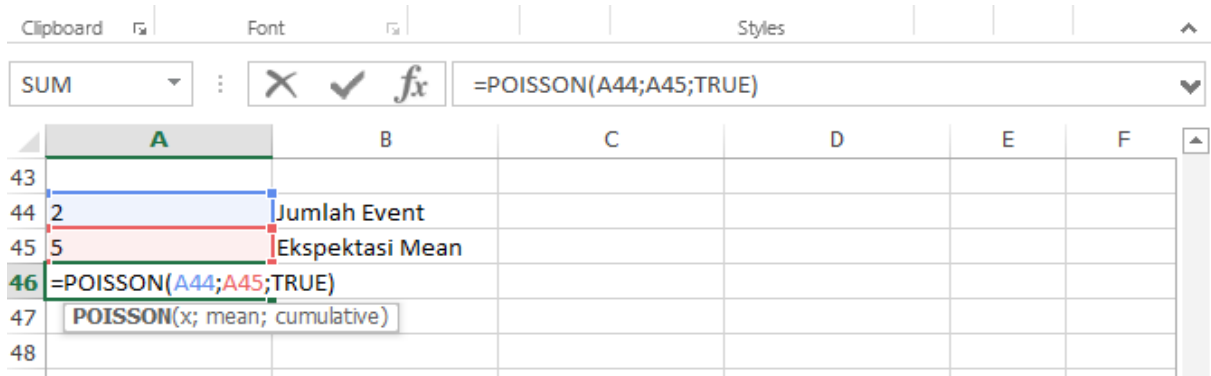 Clipboard Font Styles
SUM fx =POISSON(A44;A45;TRUE)
A B C D E F
43
44 2 Jumlah Event
45 5 Ekspektasi Mean
46 =POISSON(A44;A45;TRUE)
47 POISSON(x; mean; cumulative)
48